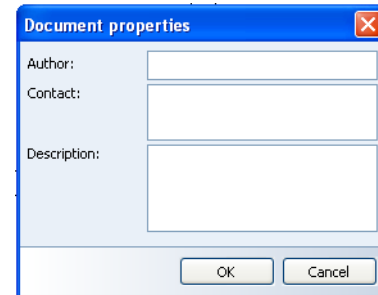 Document properties
Author:
Contact:
Description:
OK Cancel